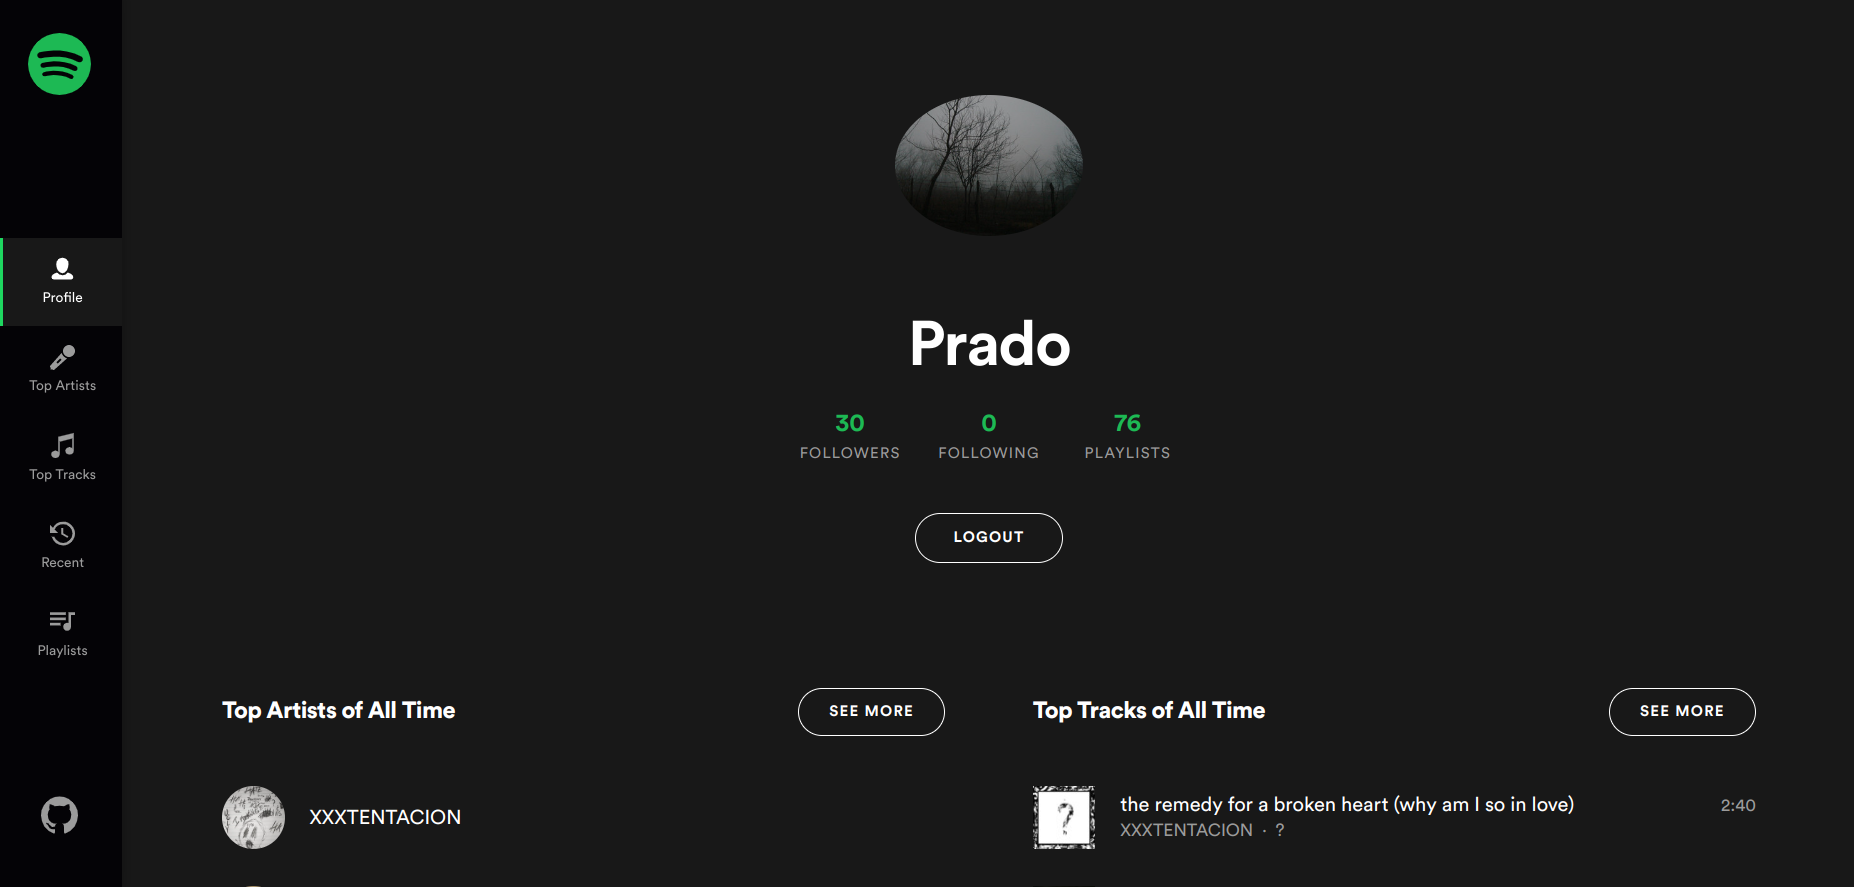 Profile
Top Artists
Top Tracks
Recent
Playlists
Prado
30
FOLLOWERS
0
FOLLOWING
76
PLAYLISTS
LOGOUT
Top Artists of All Time
SEE MORE
XXXTENTACION
Top Tracks of All Time
SEE MORE
the remedy for a broken heart (why am I so in love)
2:40
XXXTENTACION · ?
?